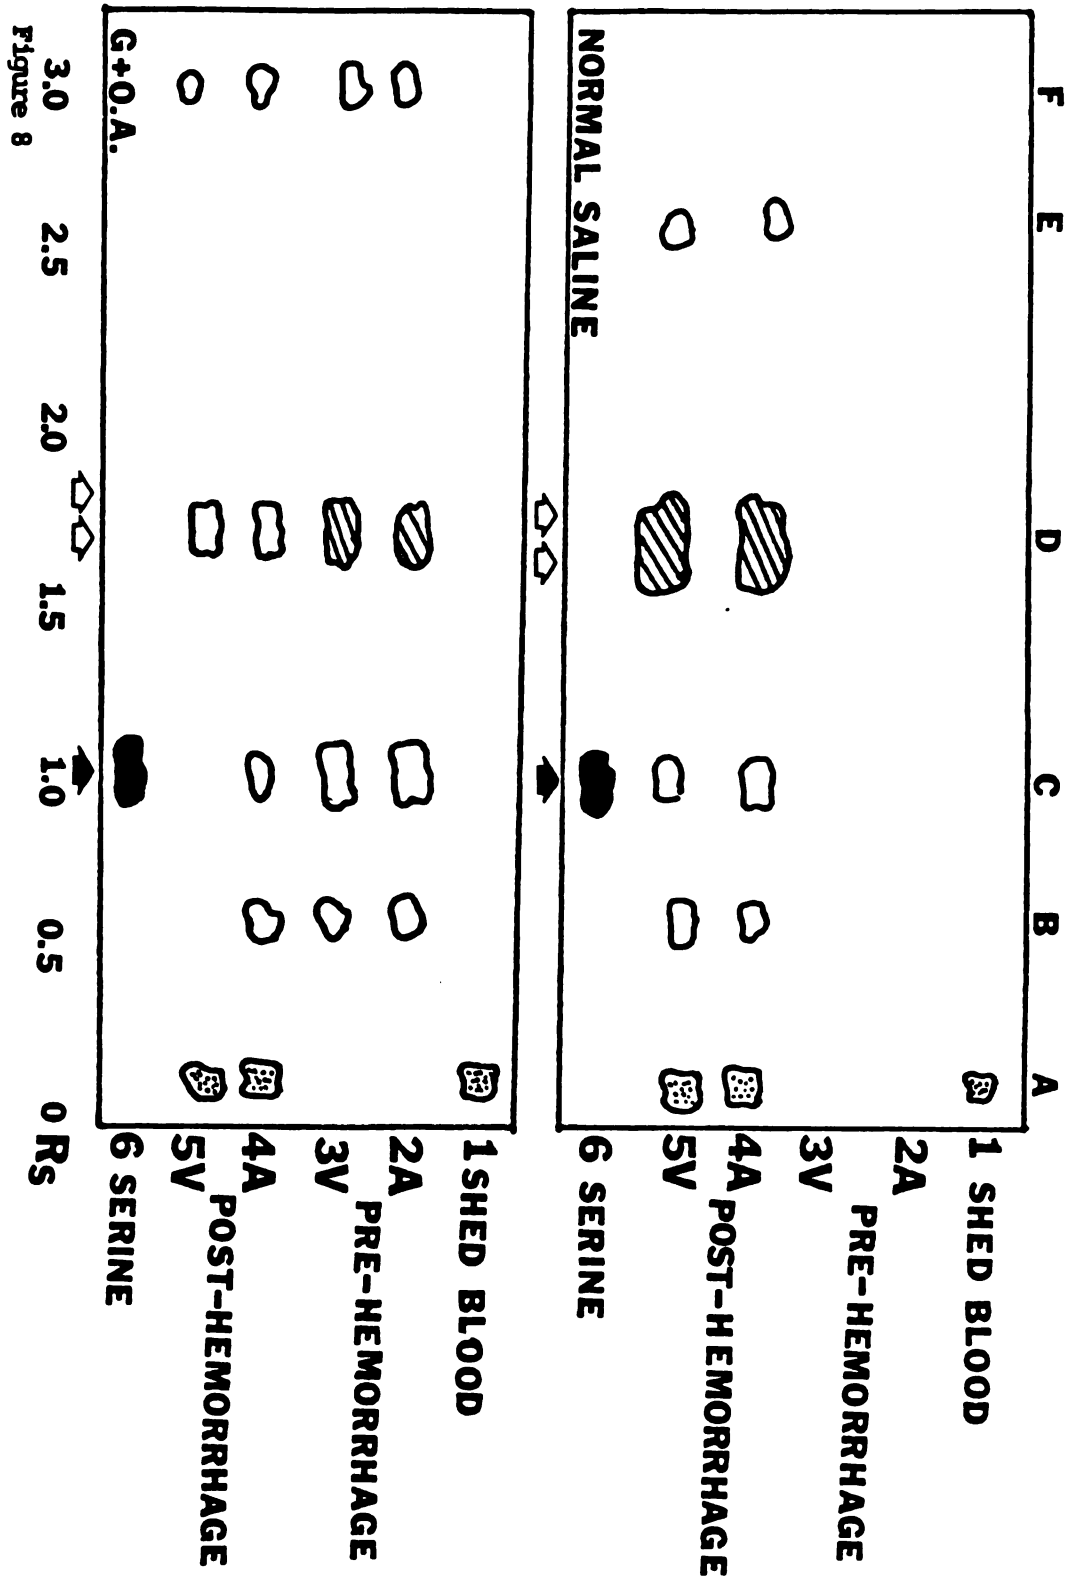 F E D C B A
NORMAL SALINE
1 SHED BLOOD
2A
3V
PRE-HEMORRHAGE
4A
5V
POST-HEMORRHAGE
6 SERINE
G+O.A.
1 SHED BLOOD
2A
3V
PRE-HEMORRHAGE
4A
5V
POST-HEMORRHAGE
6 SERINE
3.0 2.5 2.0 1.5 1.0 0.5 0 Rs
Figure 8